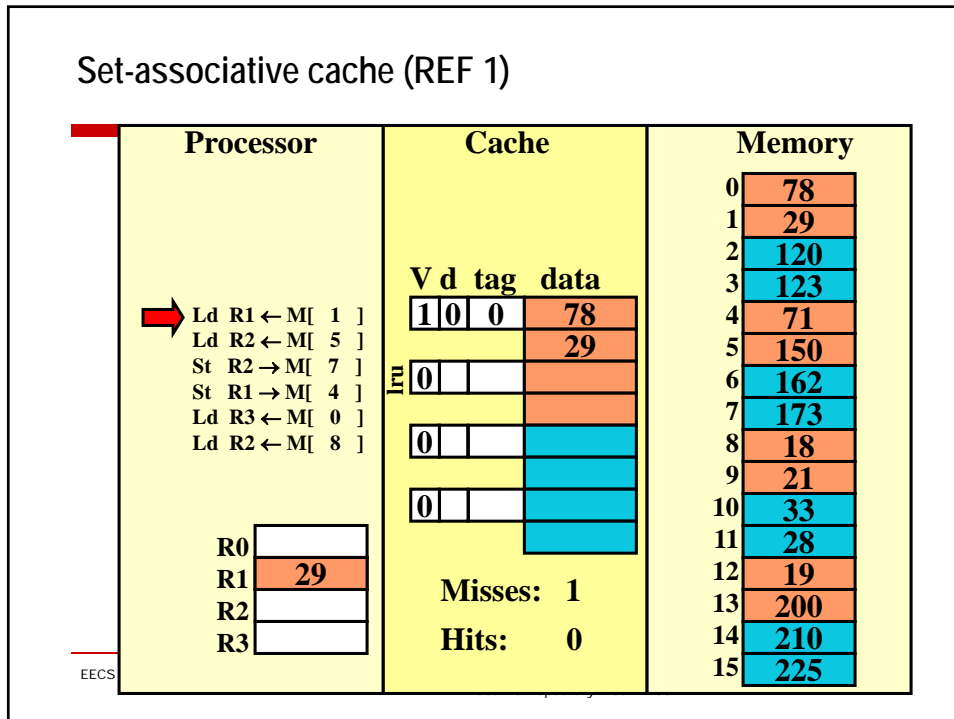 Set-associative cache (REF 1)
Processor
Ld R1 ← M[ 1 ]
Ld R2 ← M[ 5 ]
St R2 → M[ 7 ]
St R1 → M[ 4 ]
Ld R3 ← M[ 0 ]
Ld R2 ← M[ 8 ]
R0
R1 29
R2
R3
Cache
V d tag data
1 0 0 78
29
lru
0
0
0
Misses: 1
Hits: 0
Memory
0 78
1 29
2 120
3 123
4 71
5 150
6 162
7 173
8 18
9 21
10 33
11 28
12 19
13 200
14 210
15 225
EECS